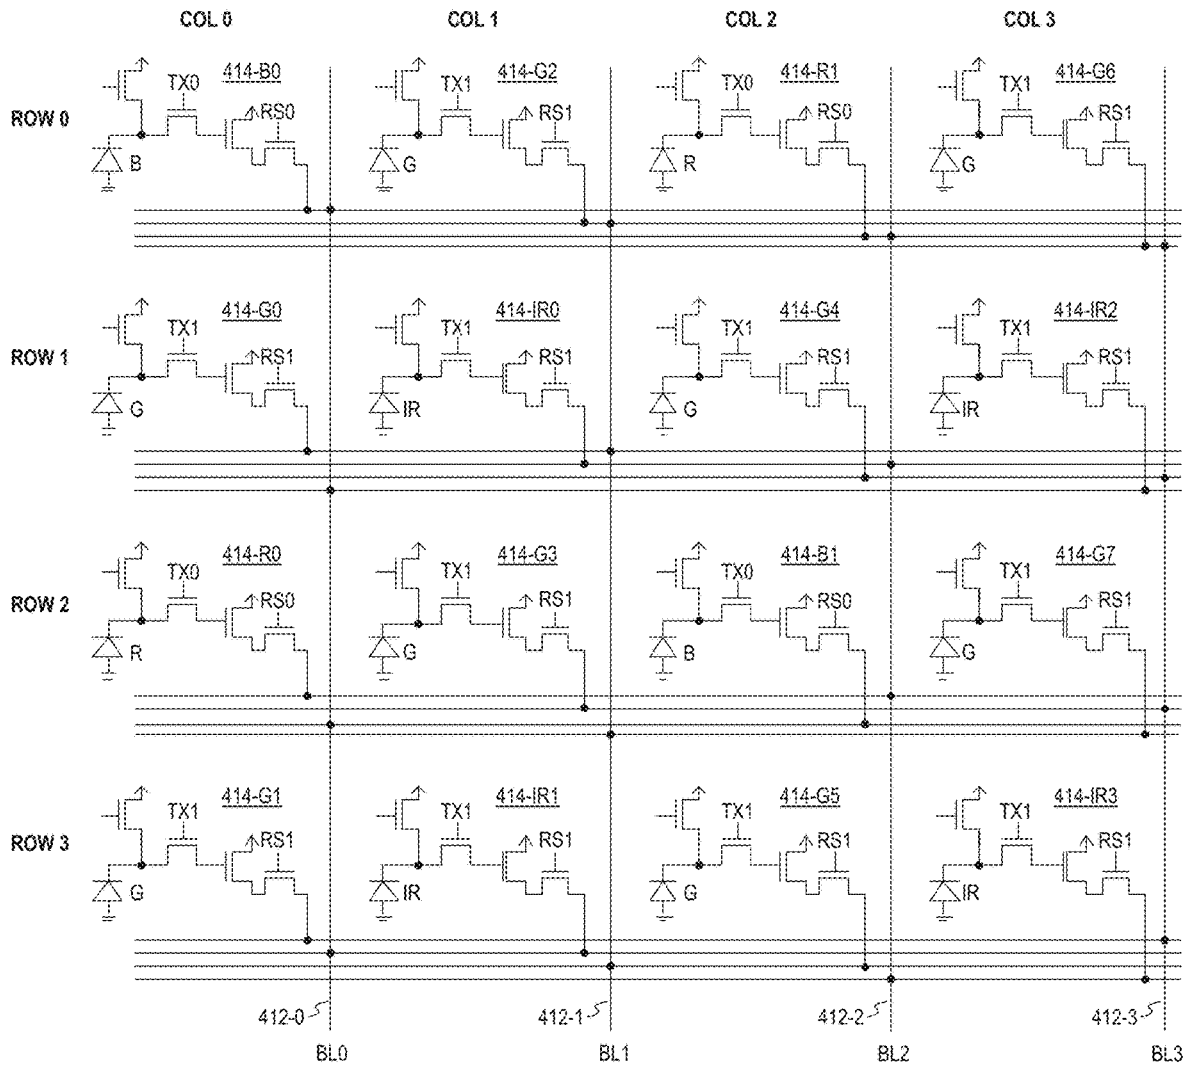 COL 0 COL 1 COL 2 COL 3
414-B0 414-G2 414-R1 414-G6
TX0 TX1 TX0 TX1
ROW 0 RS0 RS1 RS0 RS1
B G R G
414-G0 414-IR0 414-G4 414-IR2
TX1 TX1 TX1 TX1
ROW 1 RS1 RS1 RS1 RS1
G IR G IR
414-R0 414-G3 414-B1 414-G7
TX0 TX1 TX0 TX1
ROW 2 RS0 RS1 RS0 RS1
R G B G
414-G1 414-IR1 414-G5 414-IR3
TX1 TX1 TX1 TX1
ROW 3 RS1 RS1 RS1 RS1
G IR G IR
412-0 412-1 412-2 412-3
BL0 BL1 BL2 BL3